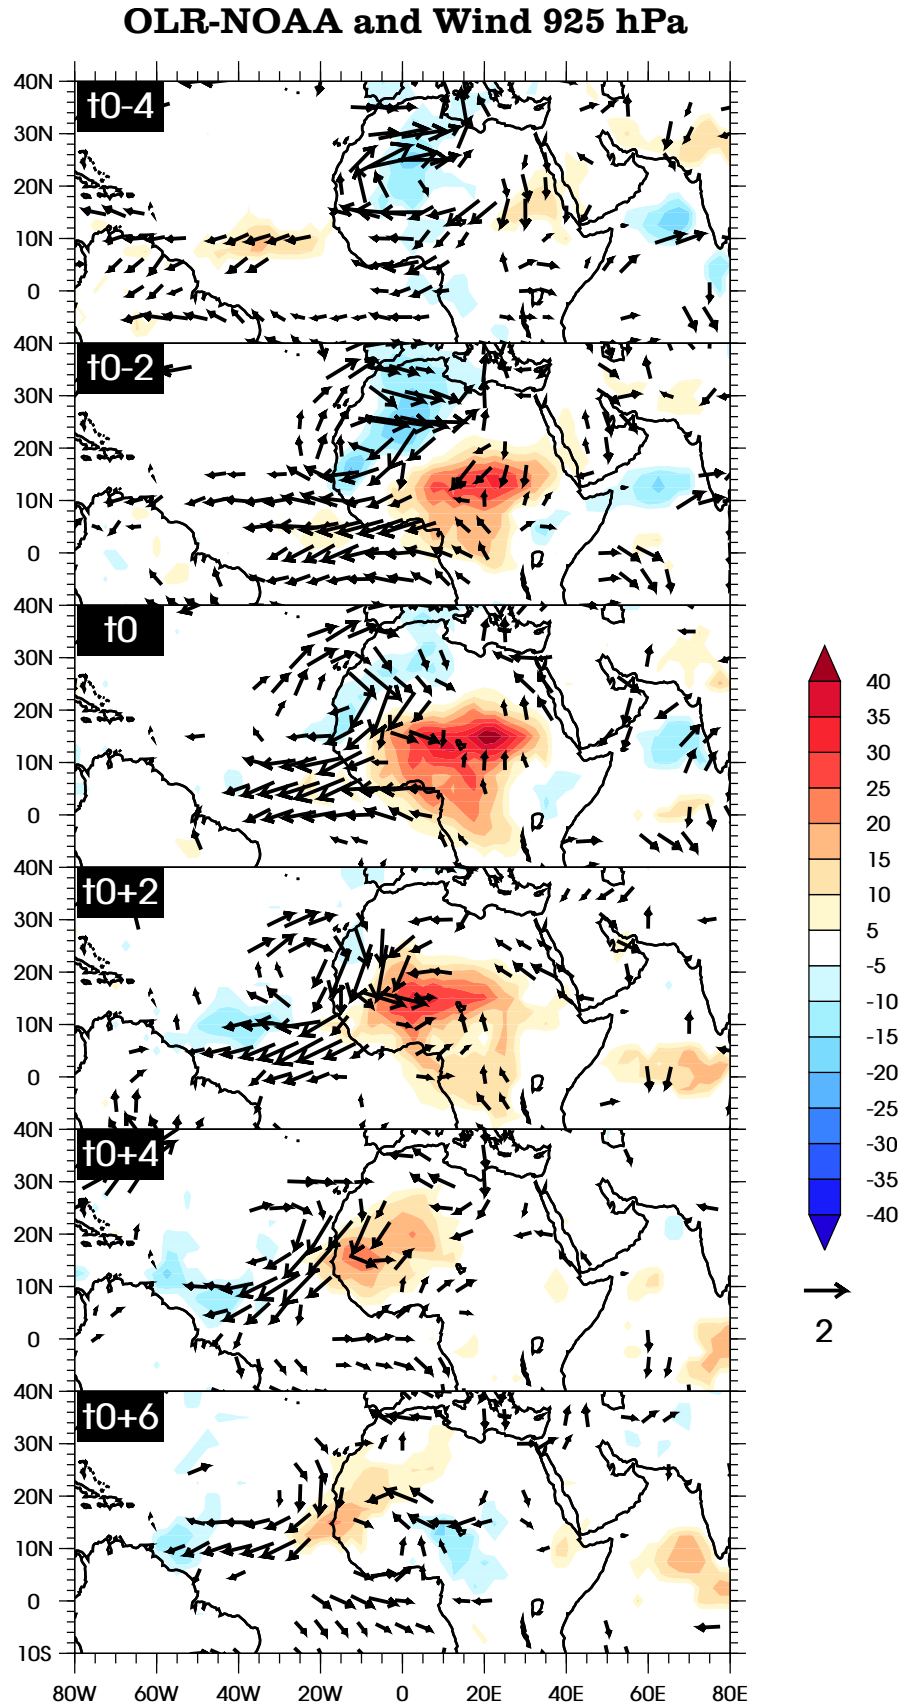 OLR-NOAA and Wind 925 hPa
t0-4
40N
30N
20N
10N
0
t0-2
40N
30N
20N
10N
0
t0
40N
30N
20N
10N
0
t0+2
40N
30N
20N
10N
0
t0+4
40N
30N
20N
10N
0
t0+6
40N
30N
20N
10N
0
10S
80W 60W 40W 20W 0 20E 40E 60E 80E
40
35
30
25
20
15
10
5
-5
-10
-15
-20
-25
-30
-35
-40
2